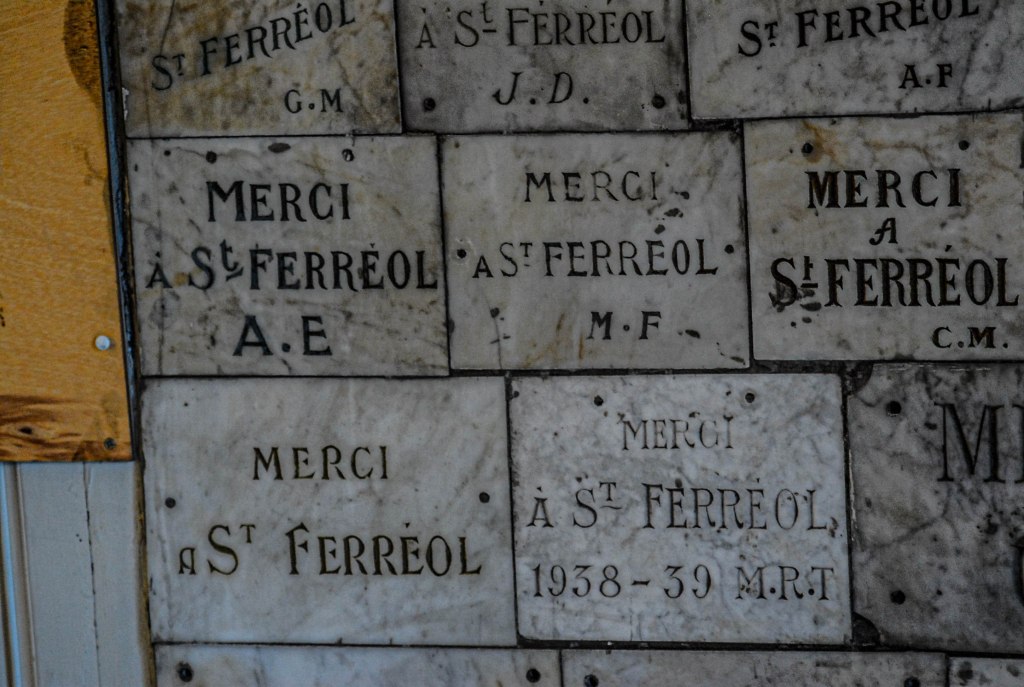 St FERRÉOL
G.M
À St FERRÉOL
J.D.
St FERRÉOL
A.F
MERCI
À St FERRÉOL
A.E
MERCI
A St FERRÉOL
M.F
MERCI
A
St FERRÉOL
C.M.
MERCI
A St FERRÉOL
MERCI
À St FERRÉOL
1938-39 M.R.T